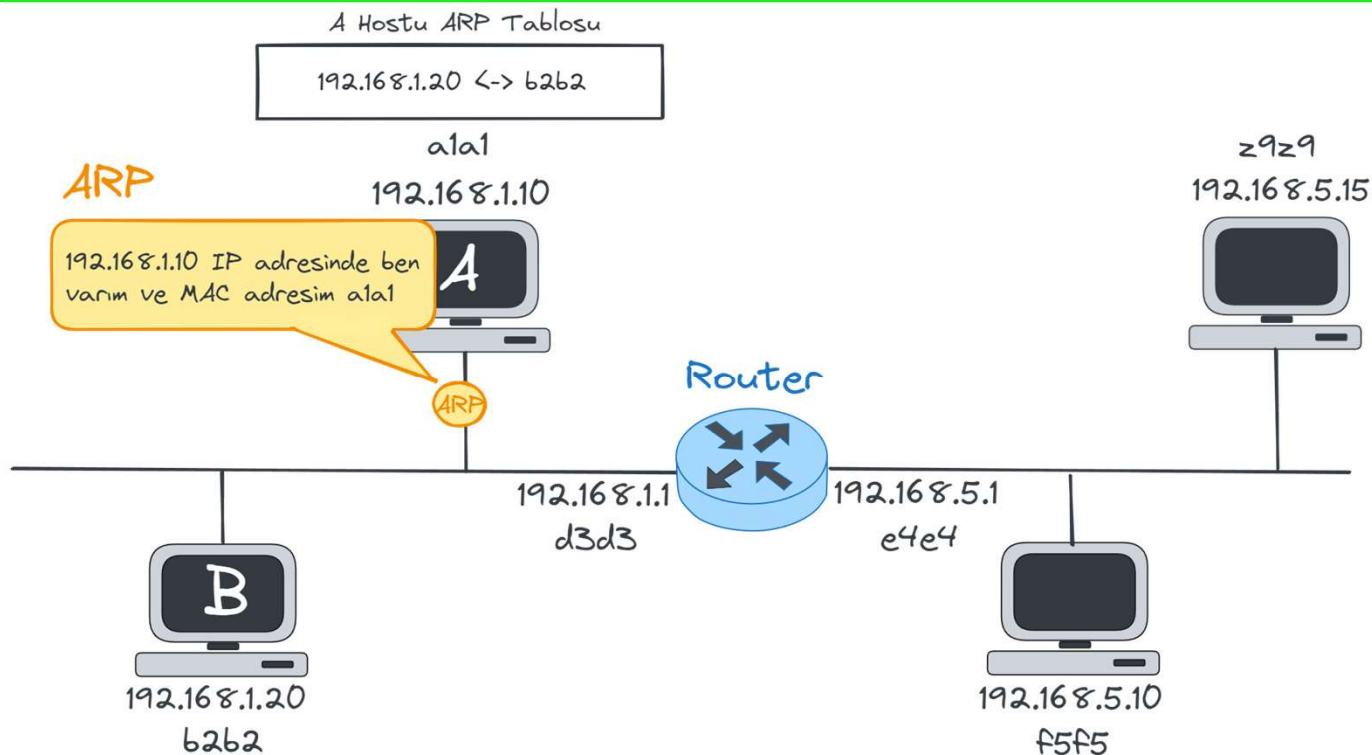 A Hostu ARP Tablosu
192.168.1.20 <-> b2b2
a1a1
192.168.1.10
z9z9
192.168.5.15
ARP
192.168.1.10 IP adresinde ben
varım ve MAC adresim a1a1
A
ARP
Router
192.168.1.1
d3d3
192.168.5.1
e4e4
B
192.168.1.20
b2b2
192.168.5.10
f5f5